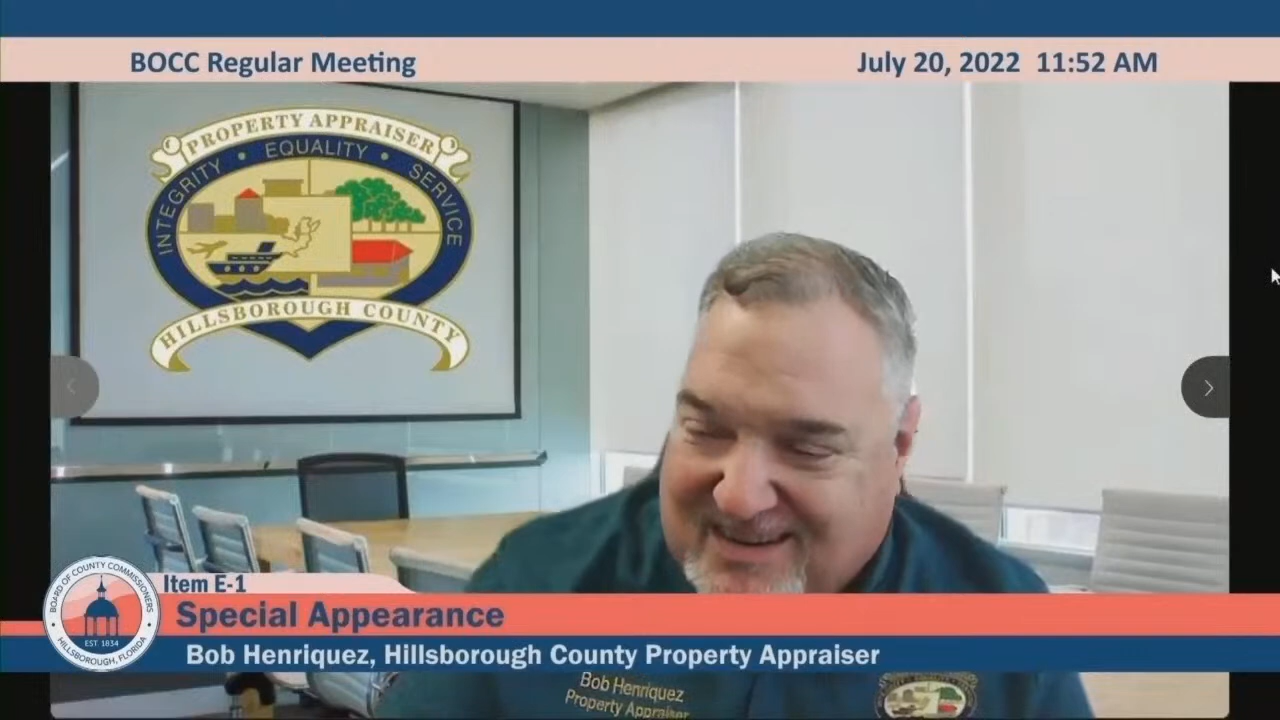 BOCC Regular Meeting
July 20, 2022 11:52 AM
PROPERTY APPRAISER
INTEGRITY • EQUALITY • SERVICE
HILLSBOROUGH COUNTY
Item E-1
Special Appearance
Bob Henriquez, Hillsborough County Property Appraiser
BOARD OF COUNTY COMMISSIONERS
EST 1834
HILLSBOROUGH, FLORIDA
Bob Henriquez
Property Appraiser